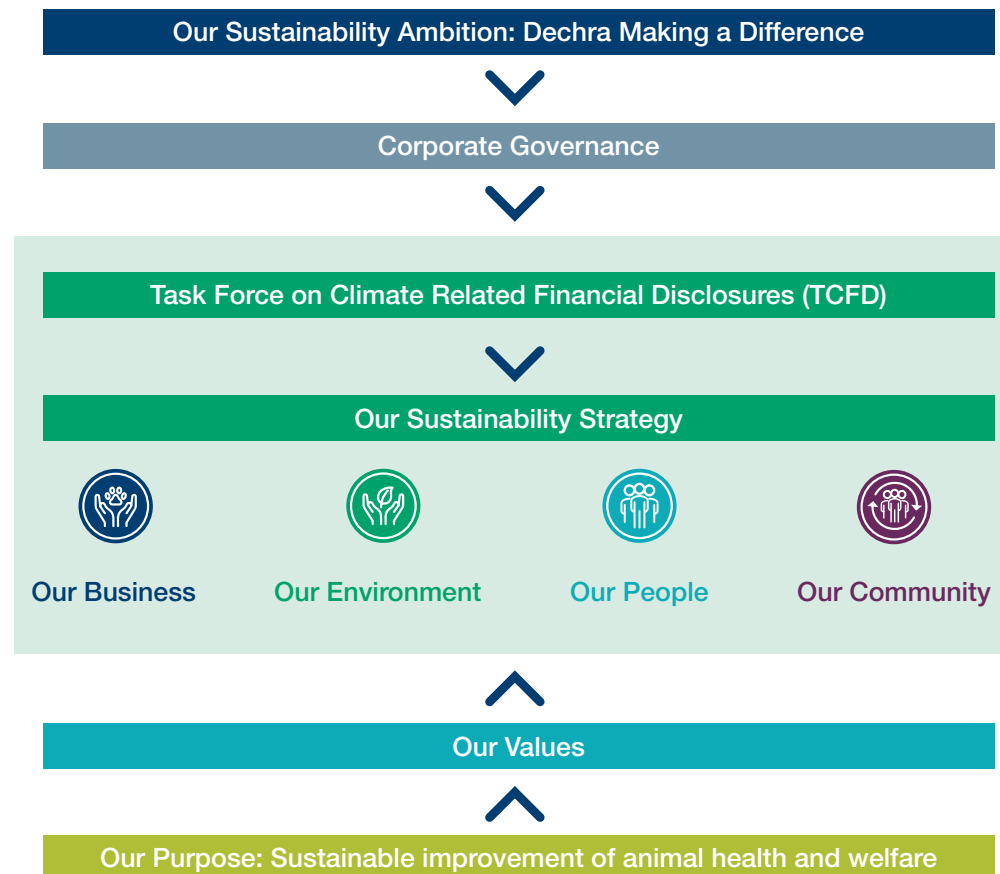 Our Sustainability Ambition: Dechra Making a Difference
Corporate Governance
Task Force on Climate Related Financial Disclosures (TCFD)
Our Sustainability Strategy
Our Business
Our Environment
Our People
Our Community
Our Values
Our Purpose: Sustainable improvement of animal health and welfare